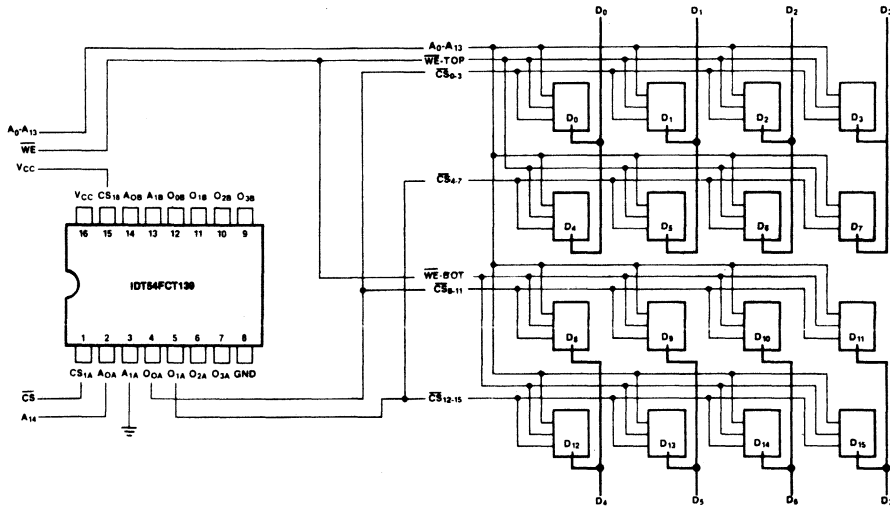 D0 D1 D2 D3
A0-A13
WE-TOP
CS0-3
D0 D1 D2 D3
A0-A13
WE
VCC
CS4-7
VCC CS1B A0B A1B O0B O1B O2B O3B
16 15 14 13 12 11 10 9
D4 D5 D6 D7
IDT54FCT139
WE-BOT
CS8-11
D8 D9 D10 D11
1 2 3 4 5 6 7 8
CS1A A0A A1A O0A O1A O2A O3A GND
CS
A14
CS12-15
D12 D13 D14 D15
D4 D5 D6